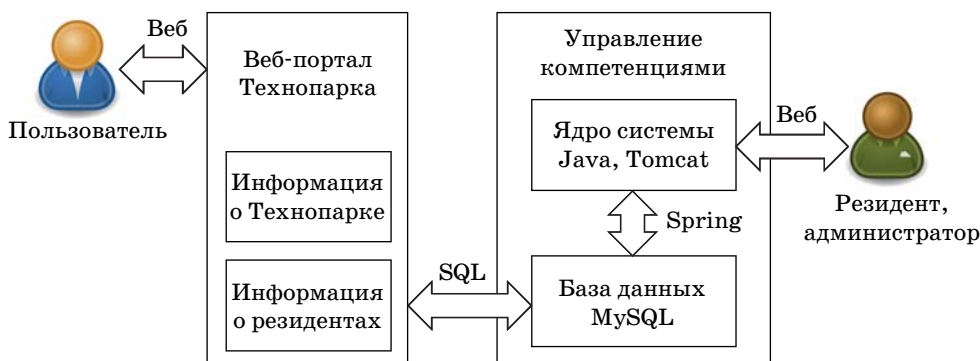 Пользователь
Веб
Веб-портал
Технопарка
Информация
о Технопарке
Информация
о резидентах
SQL
Управление
компетенциями
Ядро системы
Java, Tomcat
Spring
База данных
MySQL
Веб
Резидент,
администратор